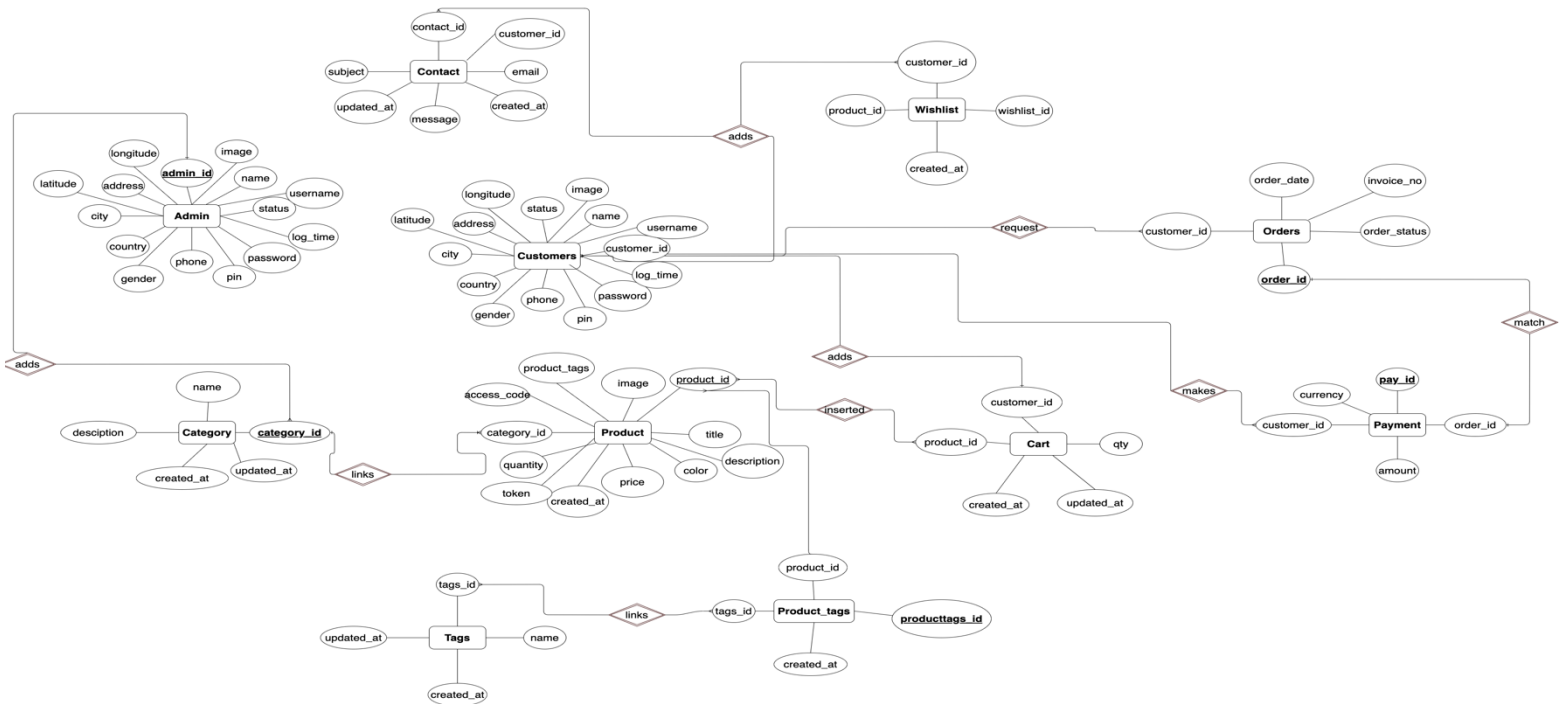 contact_id
customer_id
subject
Contact
email
updated_at
message
created_at
customer_id
product_id
Wishlist
wishlist_id
created_at
adds
longitude
image
admin_id
name
latitude
address
username
status
city
Admin
log_time
country
password
phone
gender
pin
longitude
image
status
name
latitude
address
username
customer_id
city
Customers
log_time
country
password
phone
gender
pin
request
order_date
invoice_no
customer_id
Orders
order_status
order_id
match
adds
name
desciption
Category
category_id
created_at
updated_at
links
product_tags
image
product_id
access_code
category_id
Product
title
quantity
description
color
price
token
created_at
adds
inserted
customer_id
product_id
Cart
qty
created_at
updated_at
makes
pay_id
currency
customer_id
Payment
order_id
amount
product_id
tags_id
links
tags_id
Product_tags
producttags_id
updated_at
Tags
name
created_at
created_at